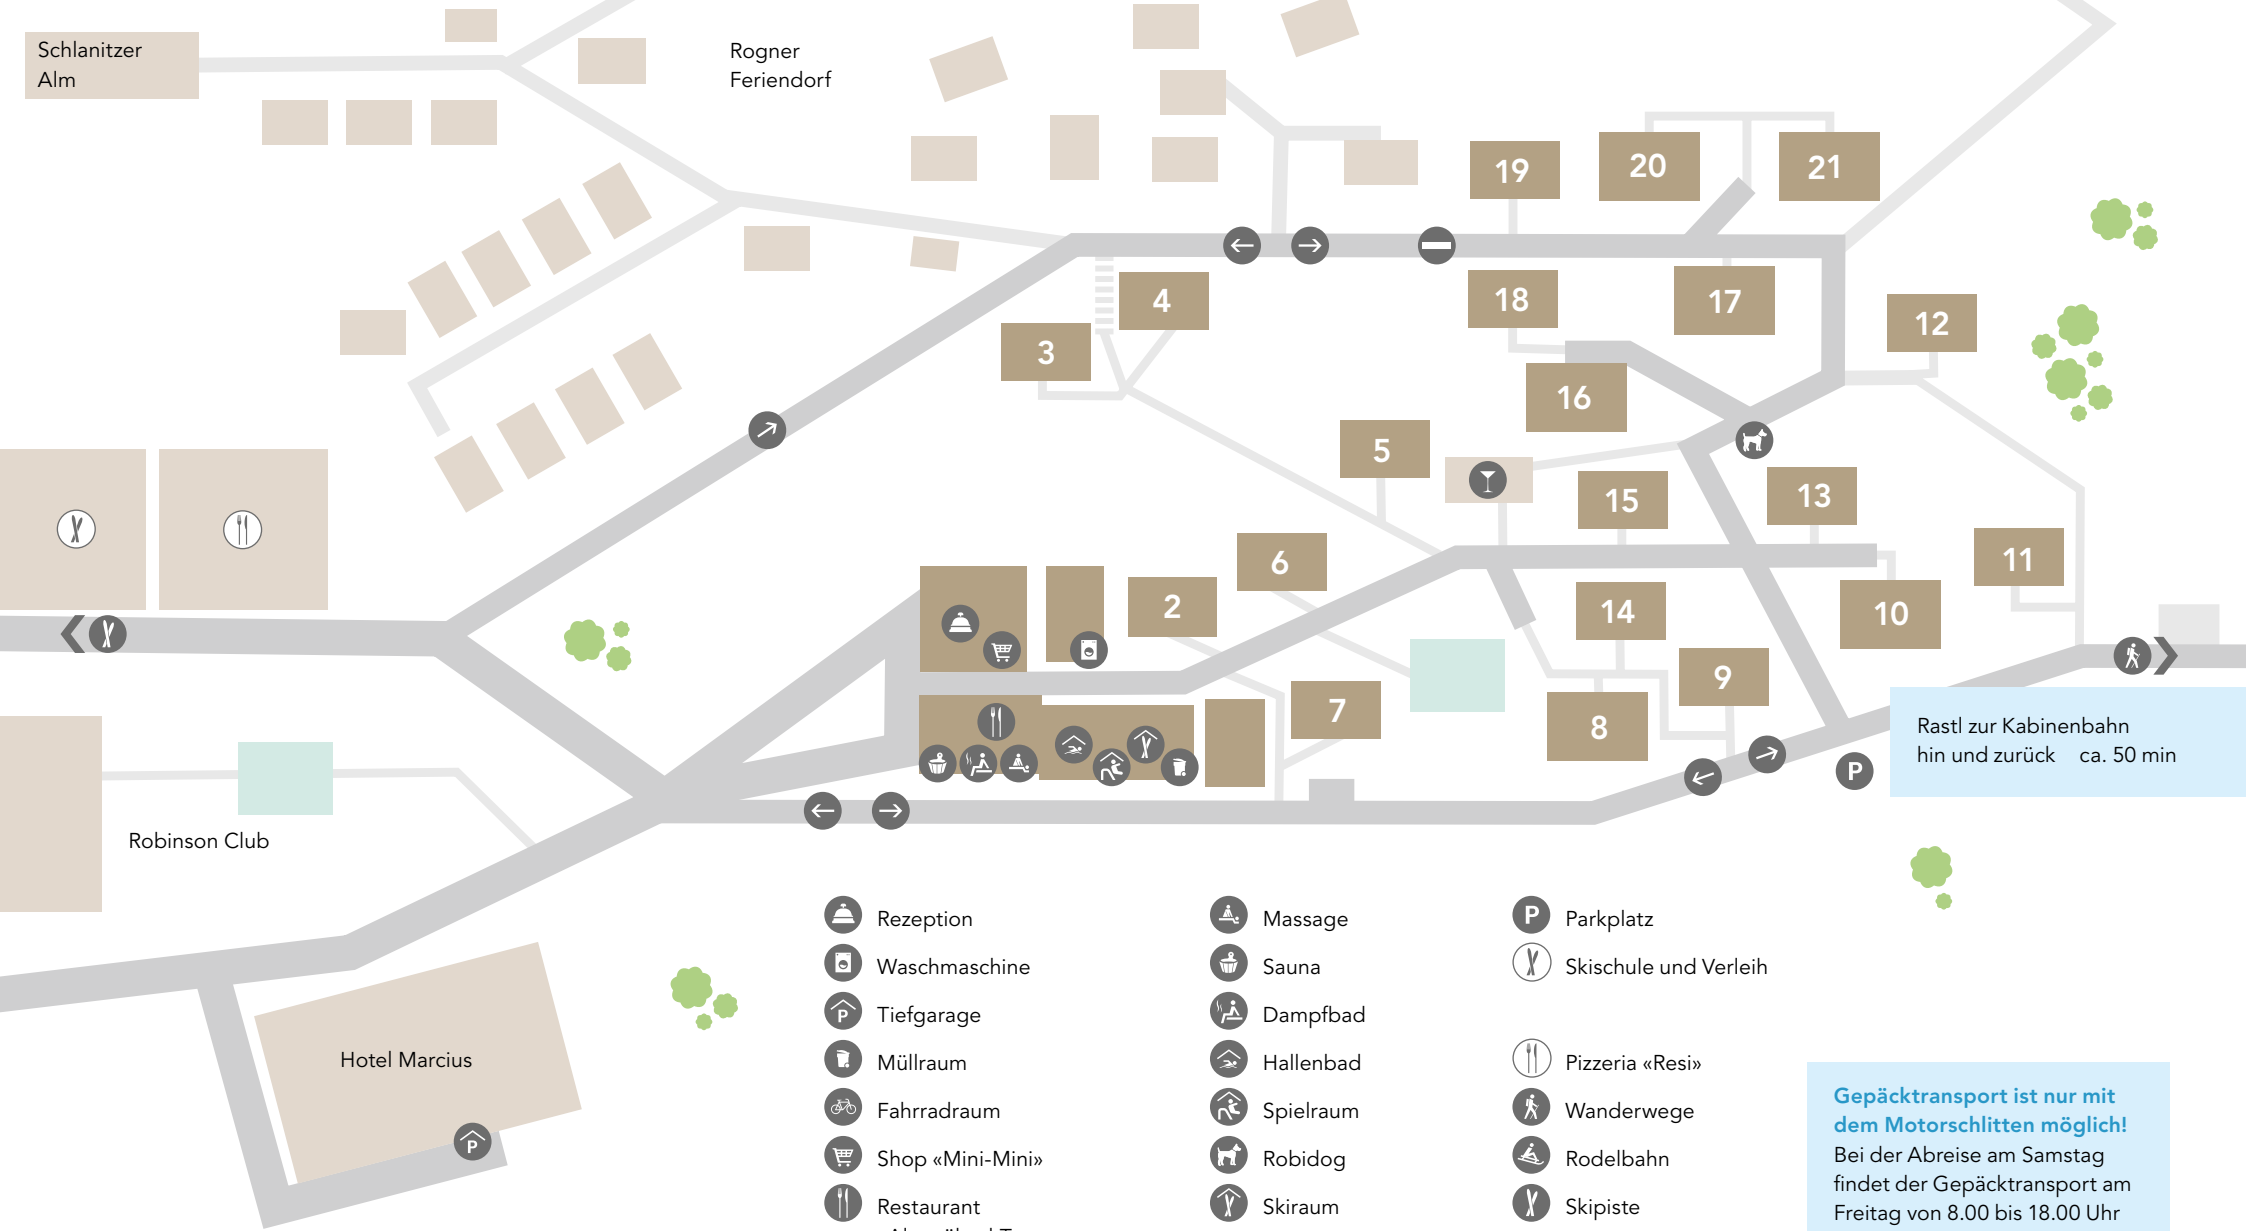 Schlanitzer
Alm
Rogner
Feriendorf
19
20
21
4
3
18
17
12
16
5
15
13
6
11
2
14
10
9
7
8
Rastl zur Kabinenbahn
hin und zurück ca. 50 min
P
Robinson Club
Hotel Marcius
P
Rezeption
Waschmaschine
P Tiefgarage
Müllraum
Fahrradraum
Shop «Mini-Mini»
Restaurant
Massage
Sauna
Dampfbad
Hallenbad
Spielraum
Robidog
Skiraum
P Parkplatz
Skischule und Verleih
Pizzeria «Resi»
Wanderwege
Rodelbahn
Skipiste
Gepäcktransport ist nur mit
dem Motorschlitten möglich!
Bei der Abreise am Samstag
findet der Gepäcktransport am
Freitag von 8.00 bis 18.00 Uhr